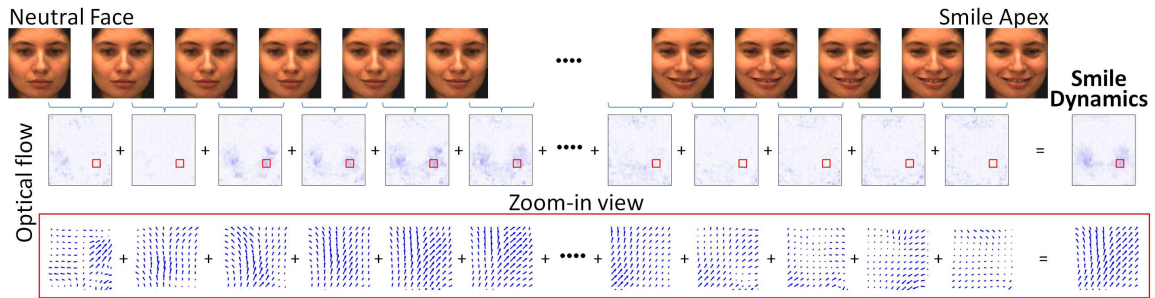 Neutral Face
Smile Apex
••••
Smile
Dynamics
Optical flow
+ + + + + + •••• + + + + + =
Zoom-in view
+ + + + + + •••• + + + + + =